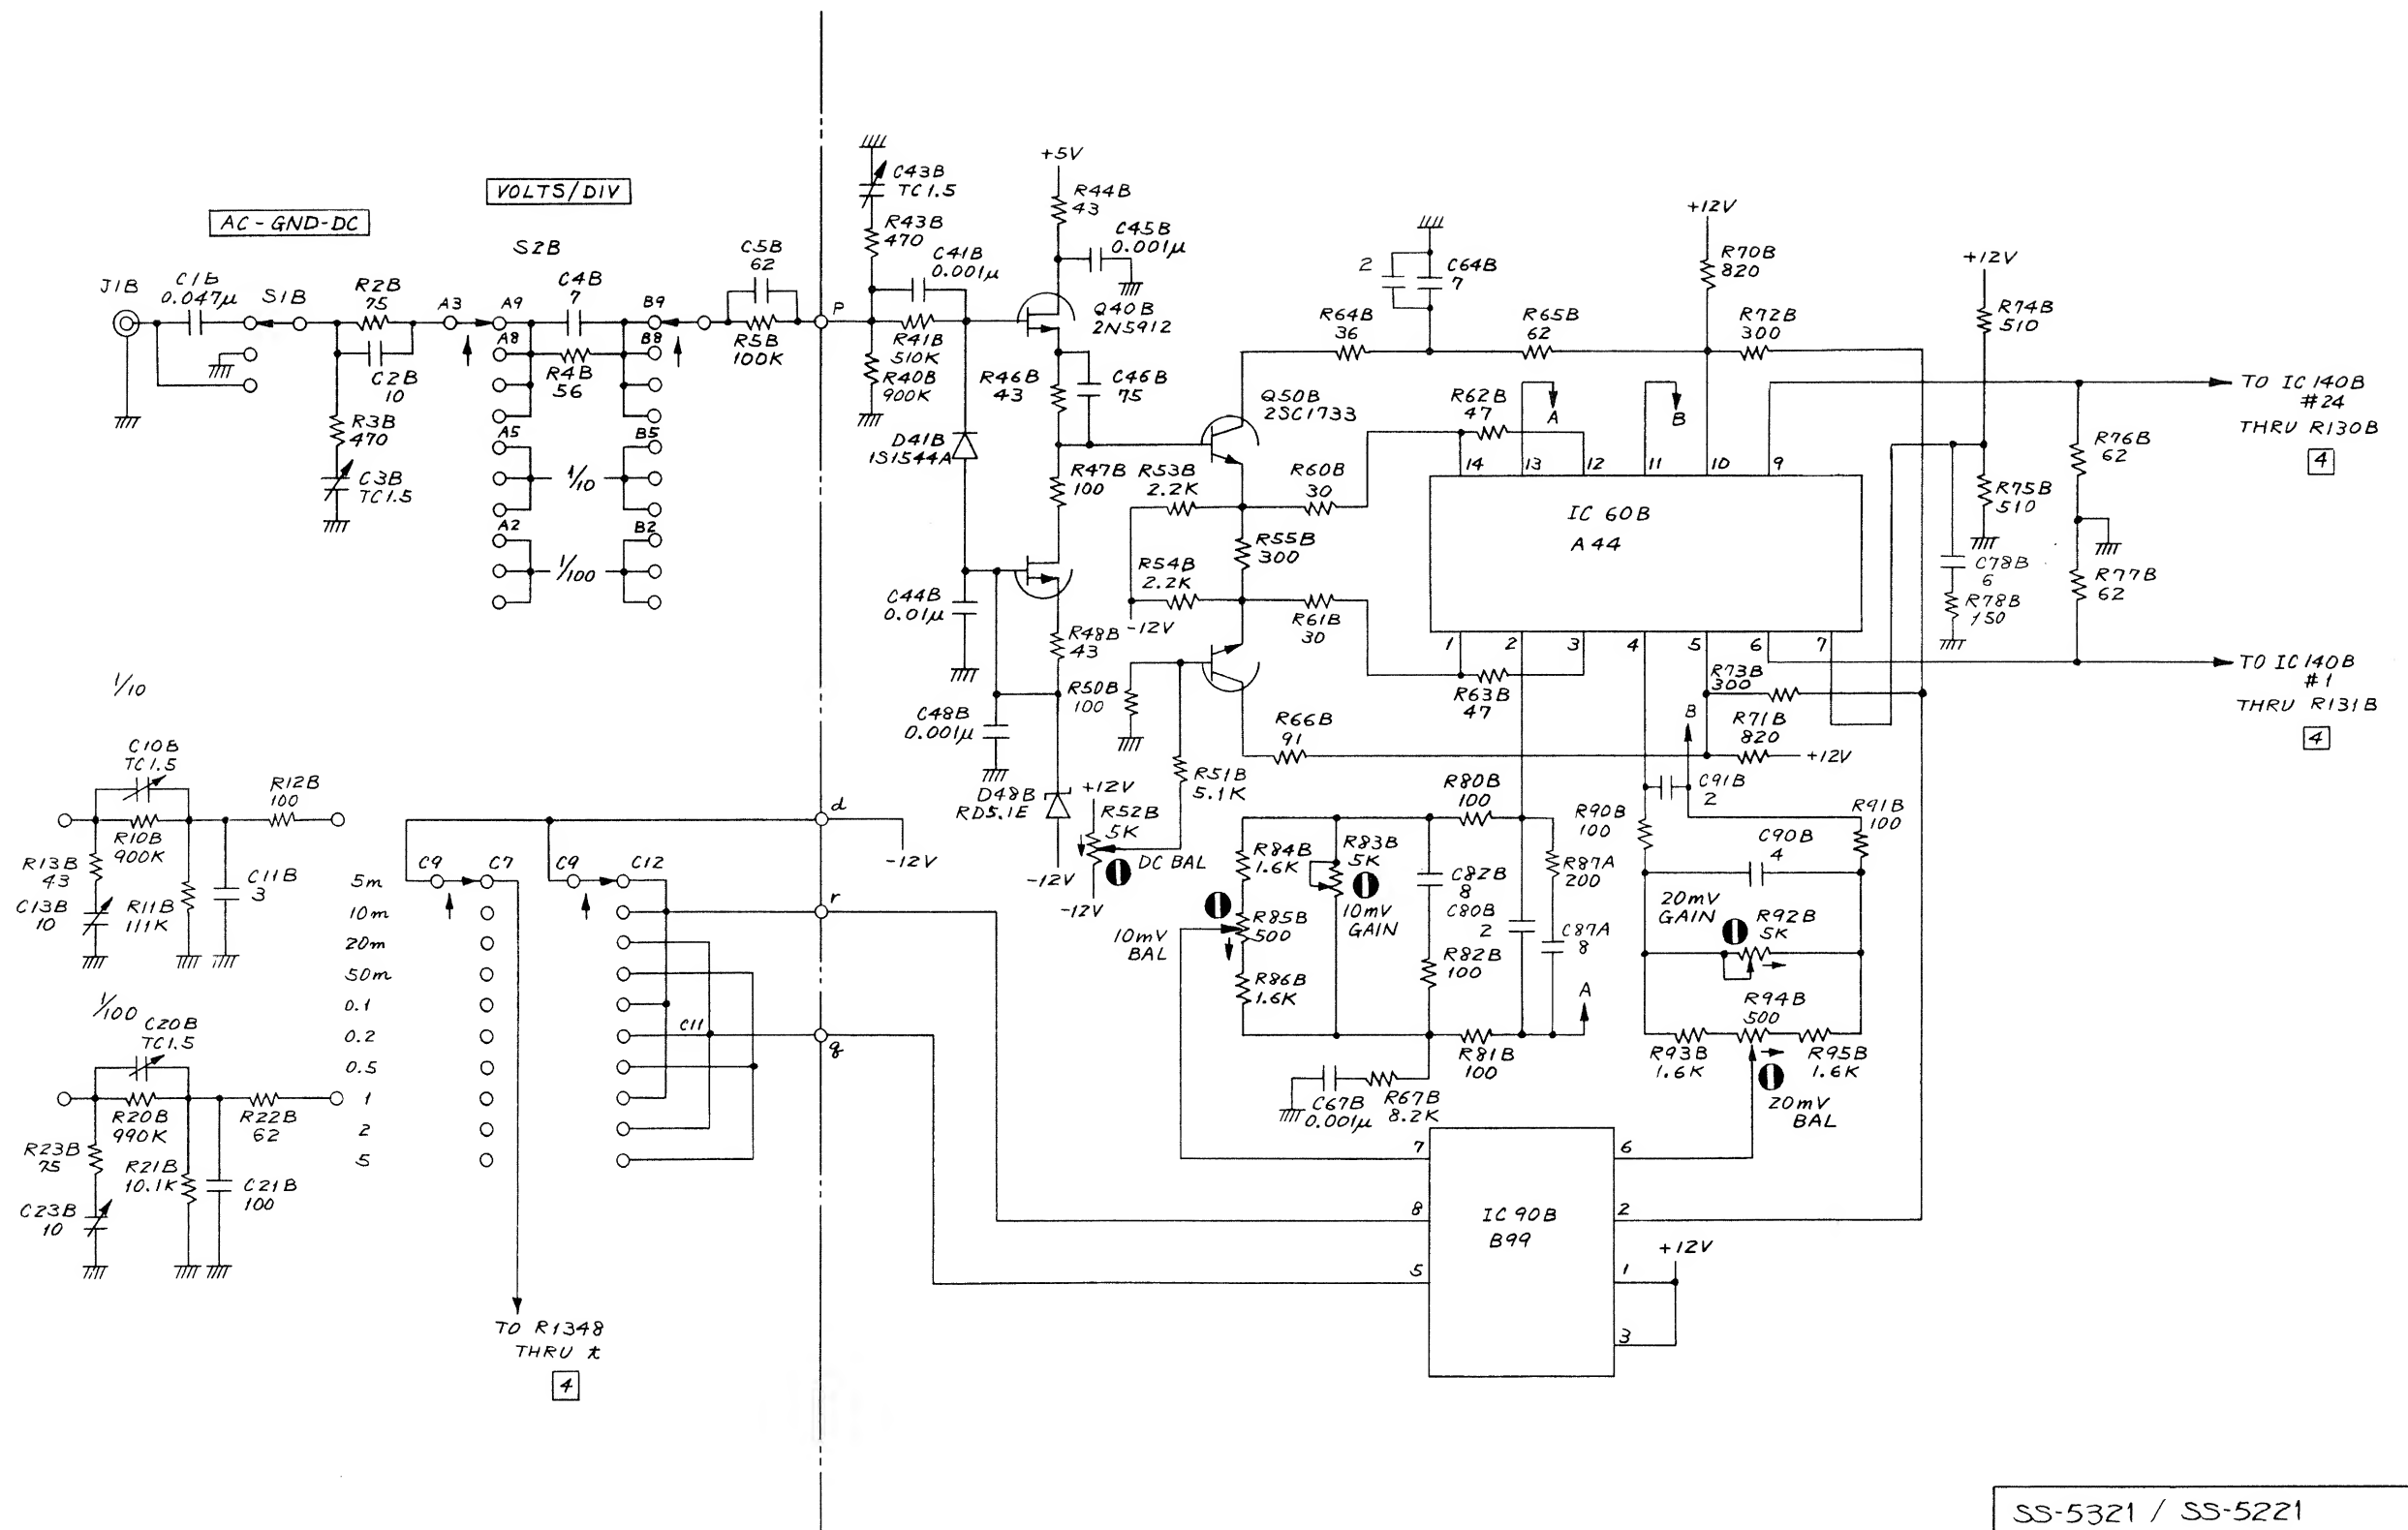 VOLTS/DIV
AC-GND-DC
S2B
J1B
C1B
0.047μ
S1B
R2B
75
C2B
10
R3B
470
C3B
TC1.5
A3
A9
C4B
7
B9
A8
R4B
56
B8
A5
1/10
B5
A2
1/100
B2
C5B
62
R5B
100K
P
C43B
TC1.5
R43B
470
C41B
0.001μ
R41B
510K
R40B
900K
+5V
R44B
43
C45B
0.001μ
Q40B
2N5912
R46B
43
C46B
75
D41B
1S1544A
R47B
100
C44B
0.01μ
R48B
43
C48B
0.001μ
D48B
RD5.1E
-12V
Q50B
2SC1733
R53B
2.2K
R54B
2.2K
-12V
R55B
300
R60B
30
R61B
30
R50B
100
R51B
5.1K
+12V
R52B
5K
DC BAL
-12V
R62B
47
R63B
47
R64B
36
2
C64B
7
R65B
62
R66B
91
+12V
R70B
820
R72B
300
A
B
14
13
12
11
10
9
IC 60B
A44
1
2
3
4
5
6
7
R73B
300
R71B
820
+12V
+12V
R74B
510
R75B
510
C78B
6
R78B
150
R76B
62
R77B
62
TO IC140B
#24
THRU R130B
4
TO IC140B
#1
THRU R131B
4
1/10
C10B
TC1.5
R12B
100
R10B
900K
R13B
43
C13B
10
R11B
111K
C11B
3
1/100
C20B
TC1.5
R20B
990K
R22B
62
R23B
75
R21B
10.1K
C21B
100
C23B
10
5m
10m
20m
50m
0.1
0.2
0.5
1
2
5
C9
C7
C9
C12
C11
d
-12V
r
q
TO R1348
THRU t
4
R80B
100
R84B
1.6K
R83B
5K
10mV
GAIN
R85B
500
10mV
BAL
R86B
1.6K
C82B
8
C80B
2
R82B
100
R87A
200
C87A
8
A
R81B
100
C67B
0.001μ
R67B
8.2K
B
C91B
2
R90B
100
R91B
100
C90B
4
20mV
GAIN
R92B
5K
R94B
500
R93B
1.6K
R95B
1.6K
20mV
BAL
7
6
8
IC 90B
B99
2
+12V
5
1
3
SS-5321 / SS-5221